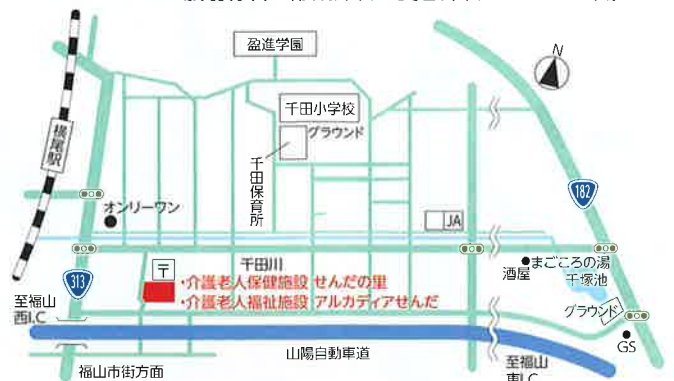 盈進学園
N
千田小学校
グラウンド
横尾駅
千田保育所
182
オンリーワン
JA
千田川
まごころの湯
酒屋
千塚池
313
〒
・介護老人保健施設 せんだの里
・介護老人福祉施設 アルカディアせんだ
至福山
西I.C
グラウンド
GS
山陽自動車道
至福山
福山市街方面